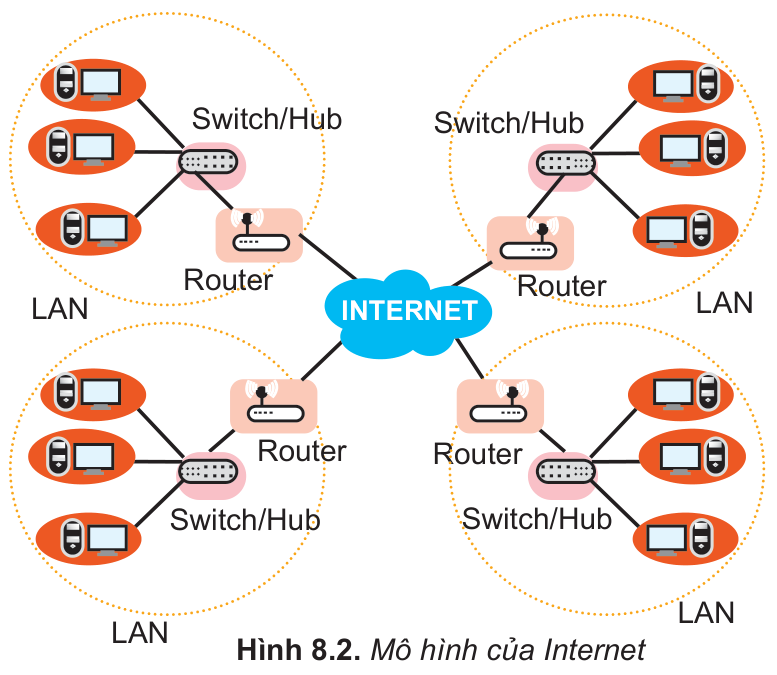 Switch/Hub
Switch/Hub
Router
Router
LAN
INTERNET
LAN
Router
Router
Switch/Hub
Switch/Hub
LAN
LAN
Hình 8.2. Mô hình của Internet